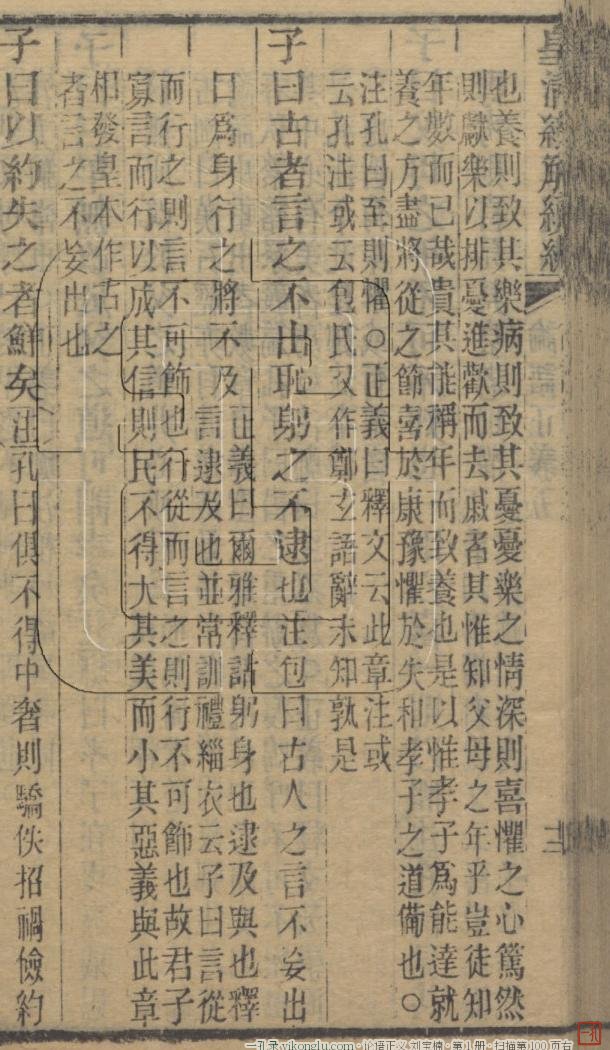 皇清經解續編
也養則致其樂病則致其憂憂樂之情深則喜懼之心篤然
則獻樂以排憂進歡而去戚者其惟知父母之年乎豈徒知
年數而已哉貴其能稱年而致養也是以惟孝子爲能達就
養之方盡將從之節喜於康豫懼於失和孝子之道備也○
注孔曰至則懼○正義曰釋文云此章注或
云孔注或云包氏又作鄭玄語辭未知孰是
子曰古者言之不出恥躬之不逮也注包曰古人之言不妄出
口爲身行之將不及
正義曰爾雅釋詁躬身也逮及與也釋
言逮及也並常訓禮緇衣云子曰言從
而行之則言不可飾也行從而言之則行不可飾也故君子
寡言而行以成其信則民不得大其美而小其惡義與此章
相發皇本作古之
者言之不妄出也
子曰以約失之者鮮矣注孔曰俱不得中奢則驕佚招禍儉約